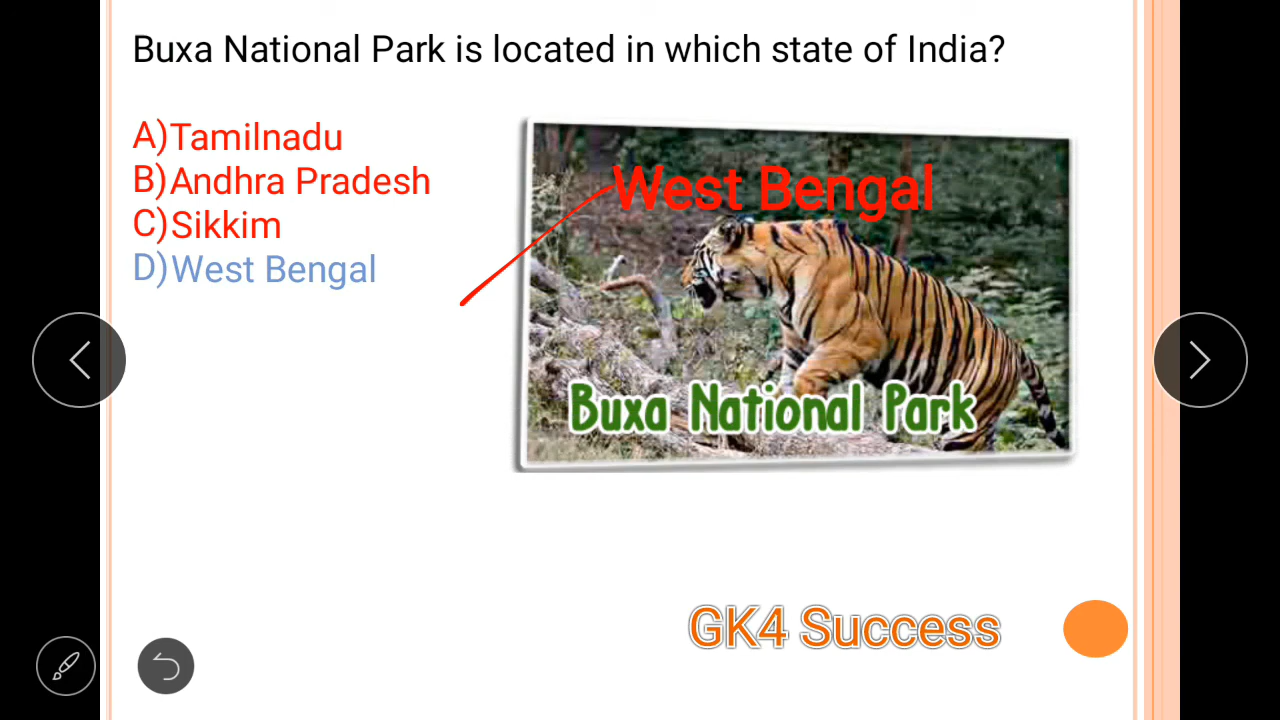 Buxa National Park is located in which state of India?
A)Tamilnadu
B)Andhra Pradesh
C)Sikkim
D)West Bengal
West Bengal
Buxa National Park
GK4 Success